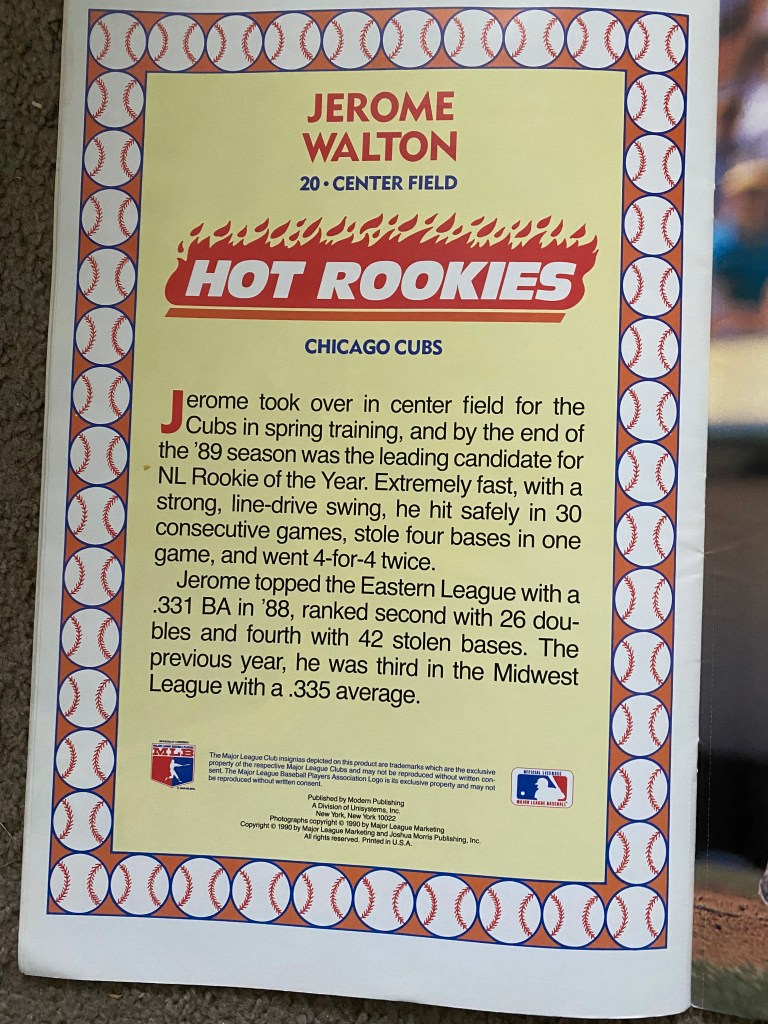 JEROME
WALTON
20 • CENTER FIELD
HOT ROOKIES
CHICAGO CUBS
Jerome took over in center field for the
Cubs in spring training, and by the end of
the '89 season was the leading candidate for
NL Rookie of the Year. Extremely fast, with a
strong, line-drive swing, he hit safely in 30
consecutive games, stole four bases in one
game, and went 4-for-4 twice.
Jerome topped the Eastern League with a
.331 BA in '88, ranked second with 26 dou-
bles and fourth with 42 stolen bases. The
previous year, he was third in the Midwest
League with a .335 average.
MLB
The Major League Club insignias depicted on this product are trademarks which are the exclusive
property of the respective Major League Clubs and may not be reproduced without written con-
sent. The Major League Baseball Players Association Logo is its exclusive property and may not
be reproduced without written consent.
OFFICIAL LICENSEE
MAJOR LEAGUE BASEBALL
Published by Modern Publishing
A Division of Unisystems, Inc.
New York, New York 10022
Photographs copyright © 1990 by Major League Marketing
Copyright © 1990 by Major League Marketing and Joshua Morris Publishing, Inc.
All rights reserved. Printed in U.S.A.